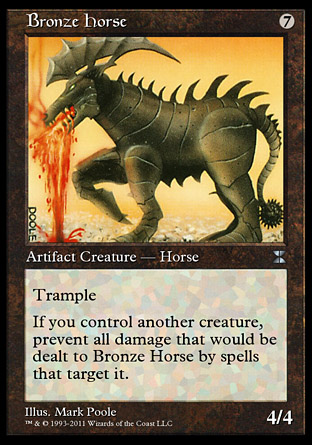 Bronze Horse 7
POOLE
Artifact Creature — Horse
Trample
If you control another creature,
prevent all damage that would be
dealt to Bronze Horse by spells
that target it.
Illus. Mark Poole
™ & © 1993-2011 Wizards of the Coast LLC
4/4